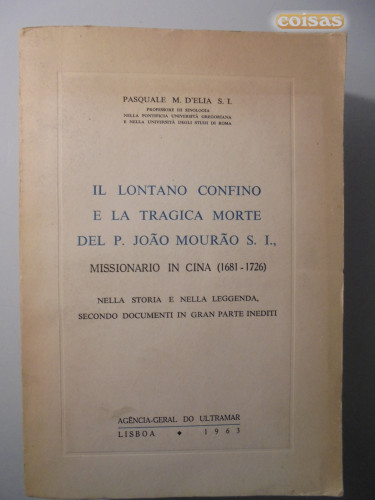 coisas
PASQUALE M. D'ELIA S. I.
PROFESSORE DI SINOLOGIA
NELLA PONTIFICIA UNIVERSITÀ GREGORIANA
E NELLA UNIVERSITÀ DEGLI STUDI DI ROMA
IL LONTANO CONFINO
E LA TRAGICA MORTE
DEL P. JOÃO MOURÃO S. I.,
MISSIONARIO IN CINA (1681-1726)
NELLA STORIA E NELLA LEGGENDA,
SECONDO DOCUMENTI IN GRAN PARTE INEDITI
AGÊNCIA-GERAL DO ULTRAMAR
LISBOA • 1963